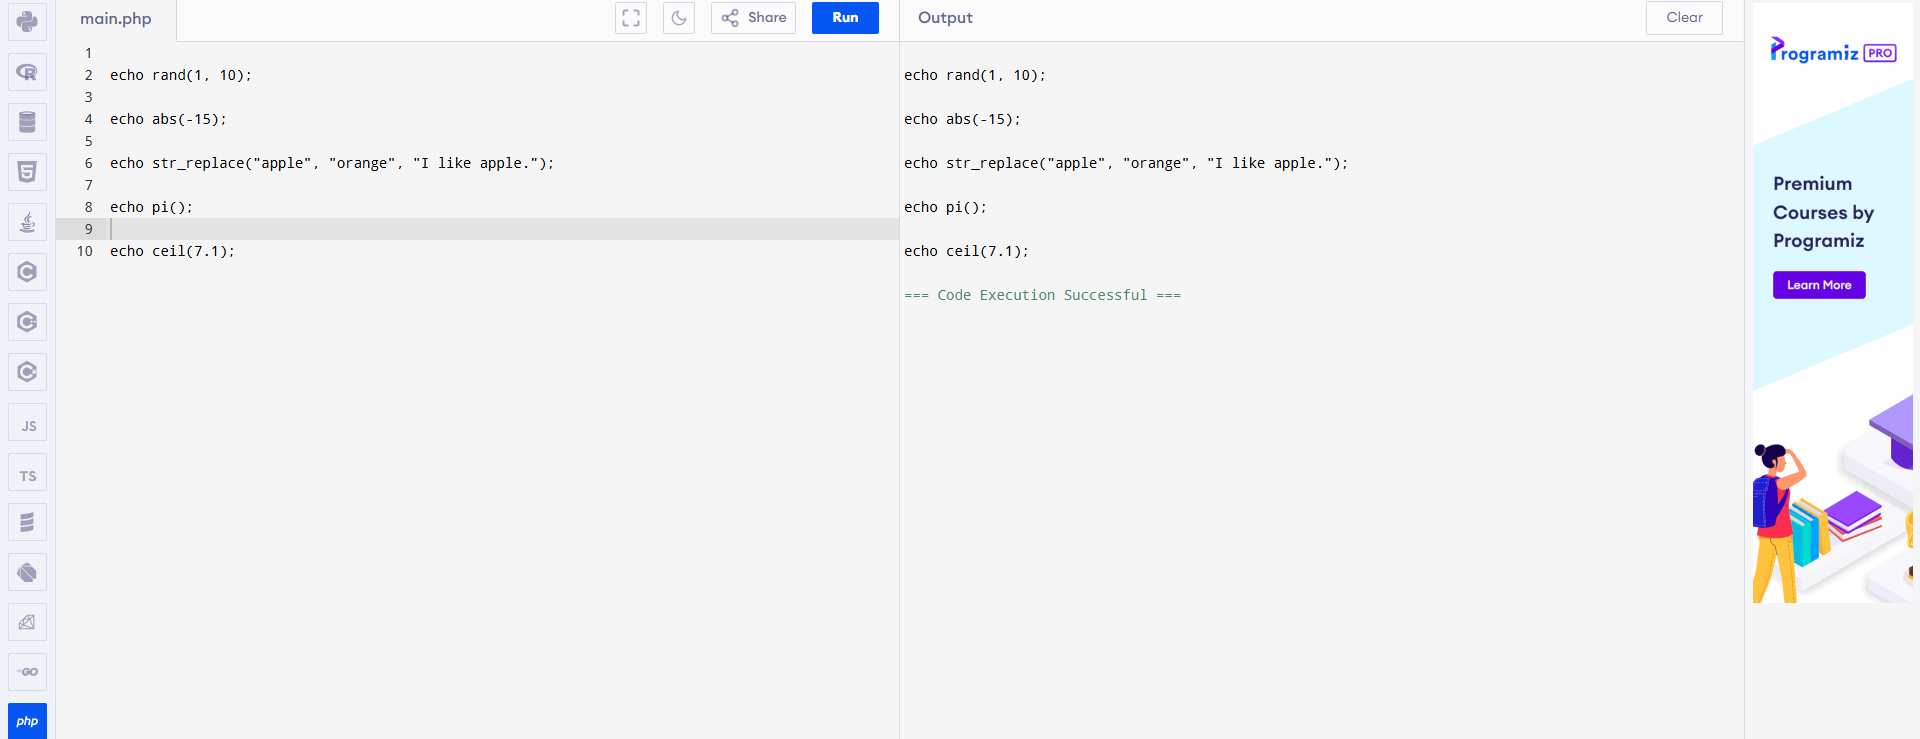 main.php
Share
Run
Output
Clear
1
2 echo rand(1, 10);
3
4 echo abs(-15);
5
6 echo str_replace("apple", "orange", "I like apple.");
7
8 echo pi();
9
10 echo ceil(7.1);
echo rand(1, 10);
echo abs(-15);
echo str_replace("apple", "orange", "I like apple.");
echo pi();
echo ceil(7.1);
=== Code Execution Successful ===
R
5
C
C
C
JS
TS
GO
php
Programiz PRO
Premium
Courses by
Programiz
Learn More